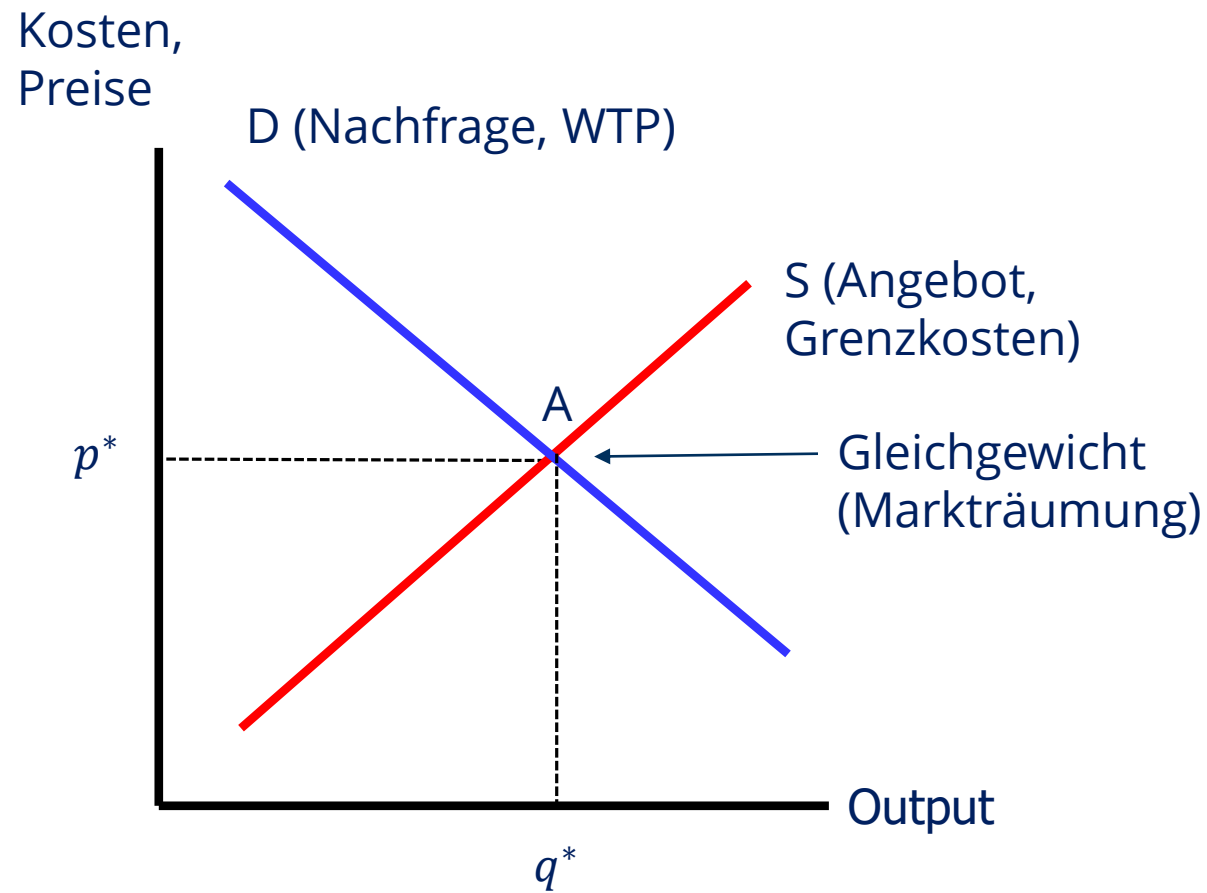 Kosten,
Preise
D (Nachfrage, WTP)
S (Angebot,
Grenzkosten)
A
p*
Gleichgewicht
(Markträumung)
Output
q*